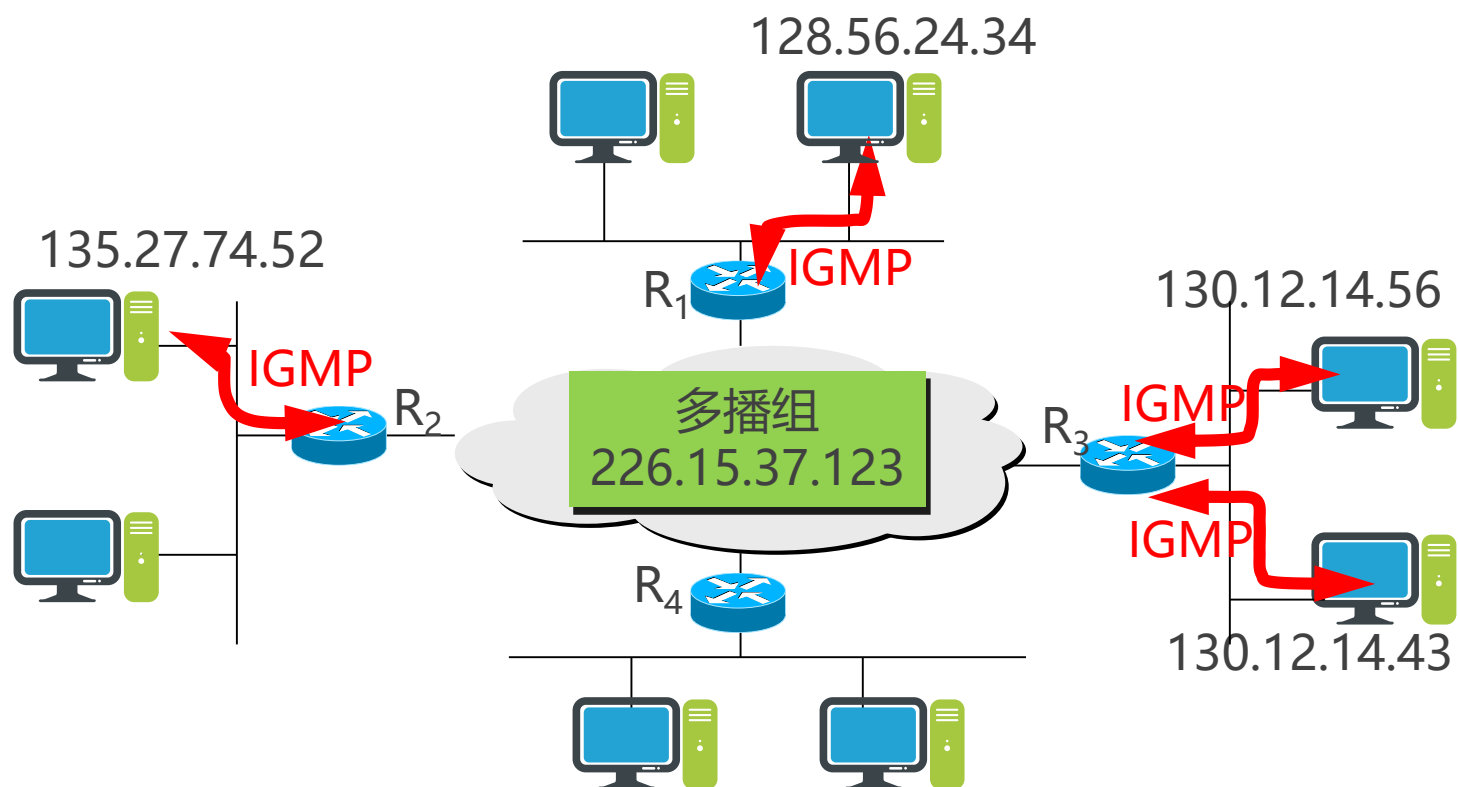 128.56.24.34
135.27.74.52
IGMP
R1
130.12.14.56
IGMP
R2
多播组
226.15.37.123
IGMP
R3
IGMP
R4
130.12.14.43